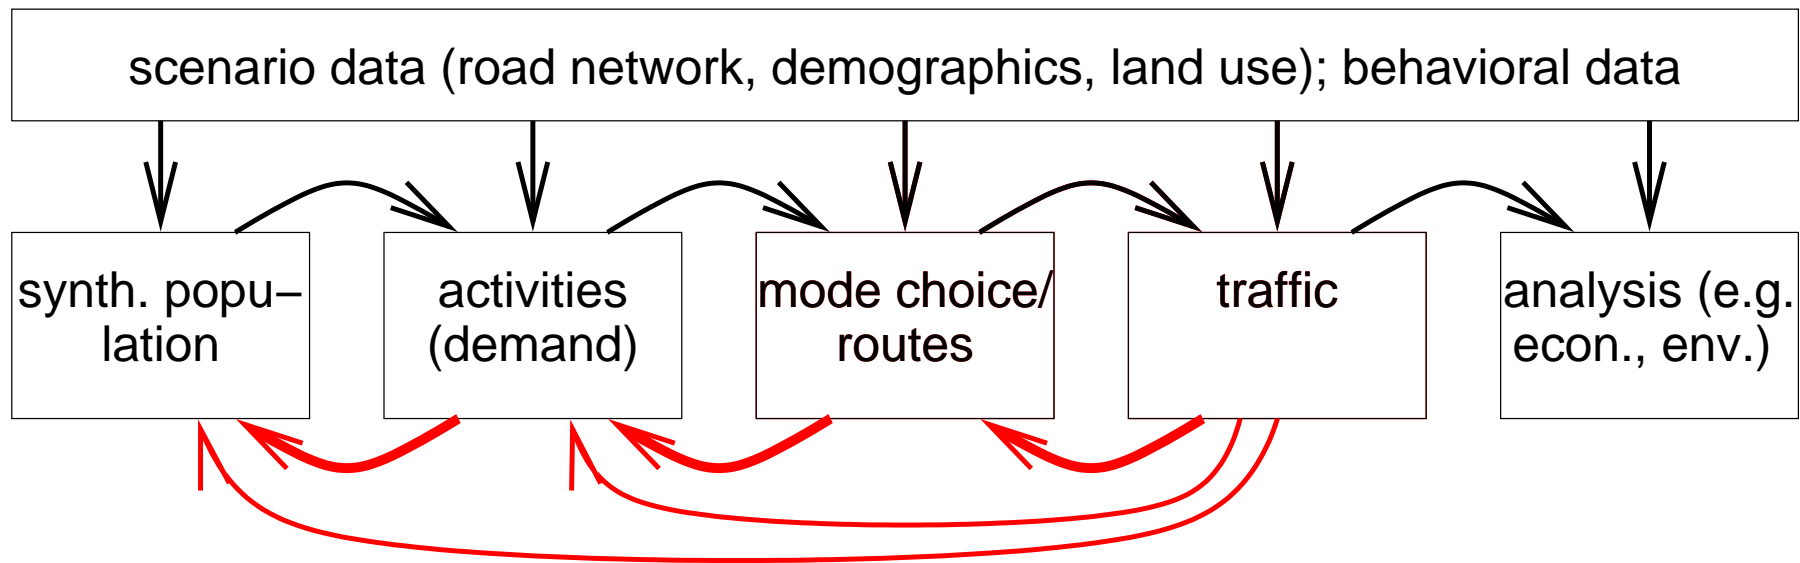 scenario data (road network, demographics, land use); behavioral data
synth. popu–
lation
activities
(demand)
mode choice/
routes
traffic
analysis (e.g.
econ., env.)